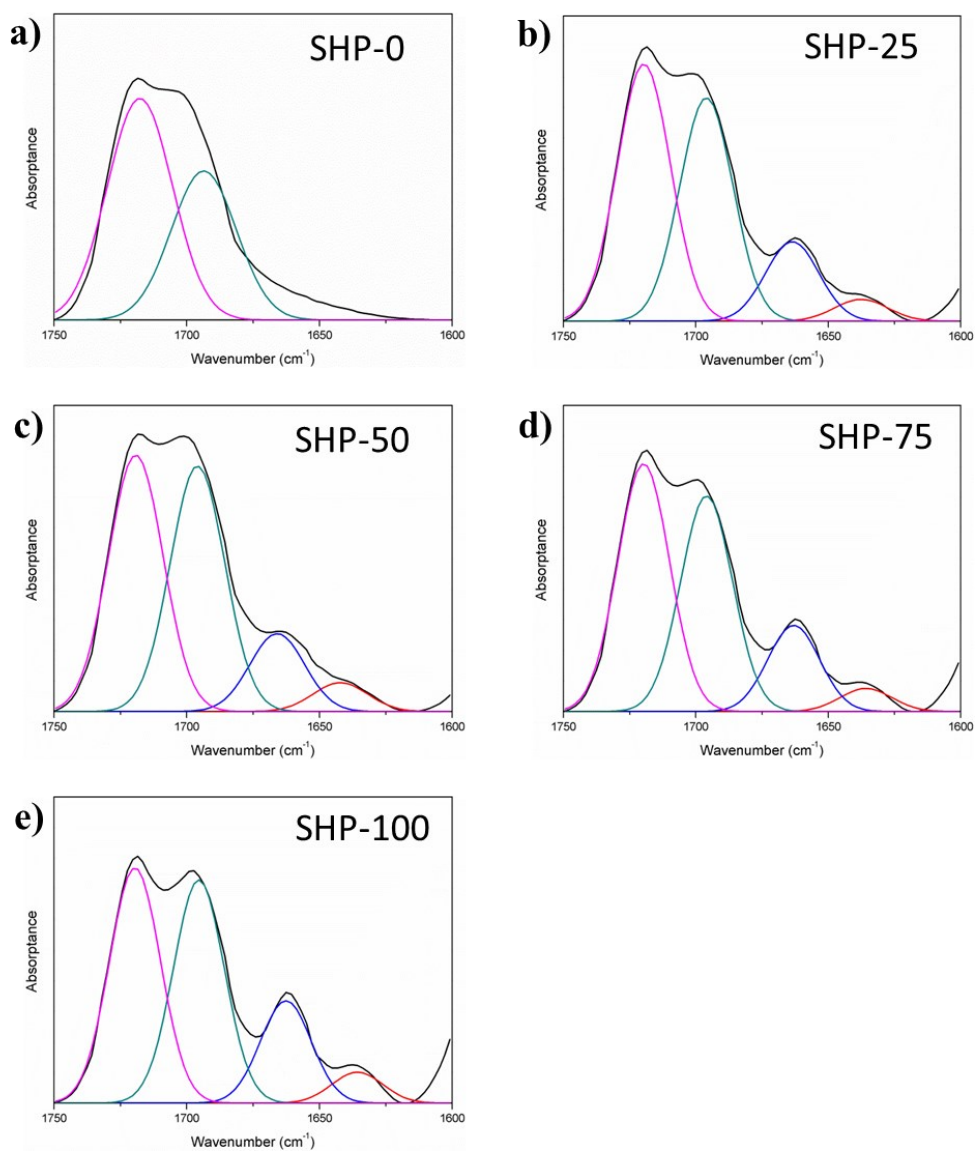 a)
SHP-0
Absorptance
1750
1700
1650
1600
Wavenumber (cm⁻¹)
b)
SHP-25
Absorptance
1750
1700
1650
1600
Wavenumber (cm⁻¹)
c)
SHP-50
Absorptance
1750
1700
1650
1600
Wavenumber (cm⁻¹)
d)
SHP-75
Absorptance
1750
1700
1650
1600
Wavenumber (cm⁻¹)
e)
SHP-100
Absorptance
1750
1700
1650
1600
Wavenumber (cm⁻¹)